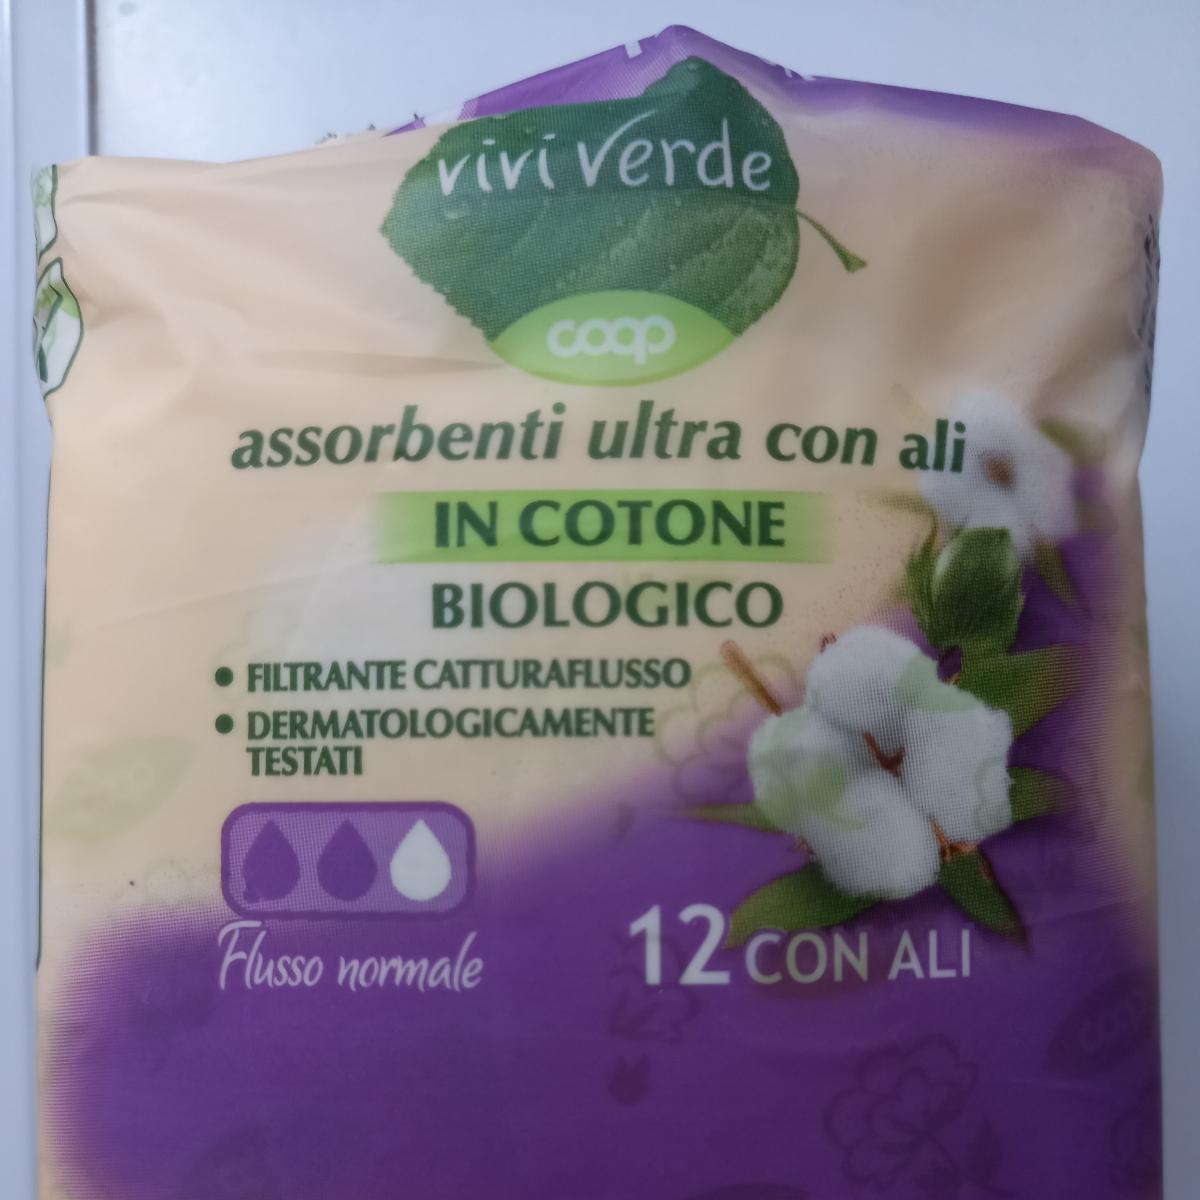 vivi verde
coop
assorbenti ultra con ali
IN COTONE
BIOLOGICO
• FILTRANTE CATTURAFLUSSO
• DERMATOLOGICAMENTE
TESTATI
Flusso normale
12 CON ALI